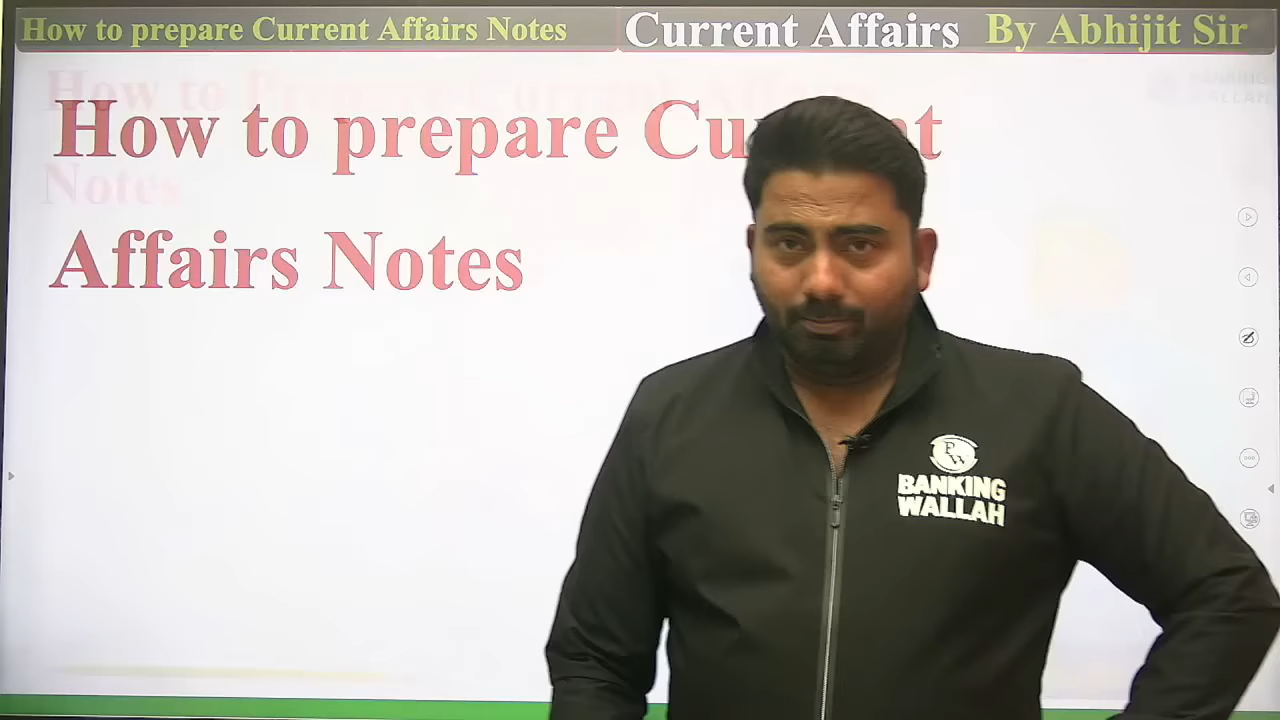 How to prepare Current Affairs Notes
Current Affairs By Abhijit Sir
How to prepare Cu t
Affairs Notes
PW
BANKING
WALLAH